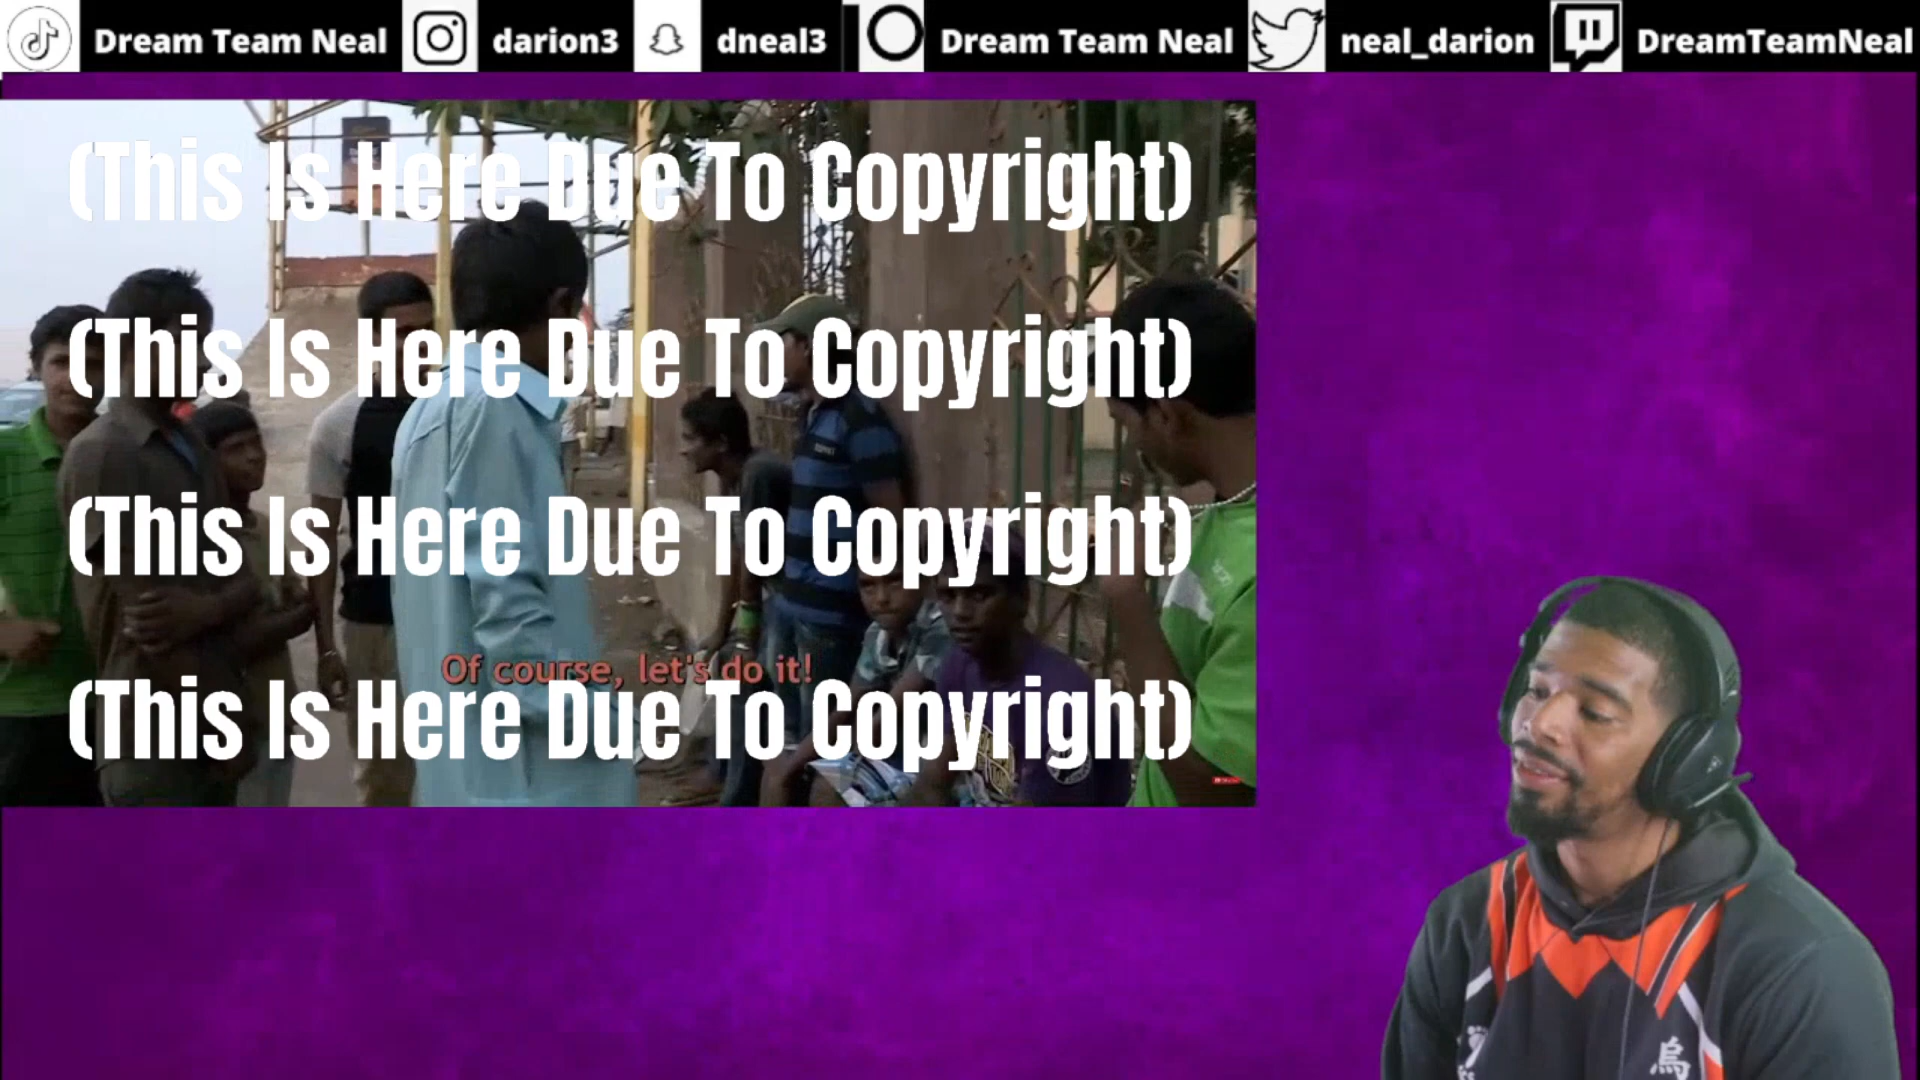 Dream Team Neal darion3 dneal3 Dream Team Neal neal_darion DreamTeamNeal
(This Is Here Due To Copyright)
(This Is Here Due To Copyright)
(This Is Here Due To Copyright)
Of course, let's do it!
(This Is Here Due To Copyright)
烏